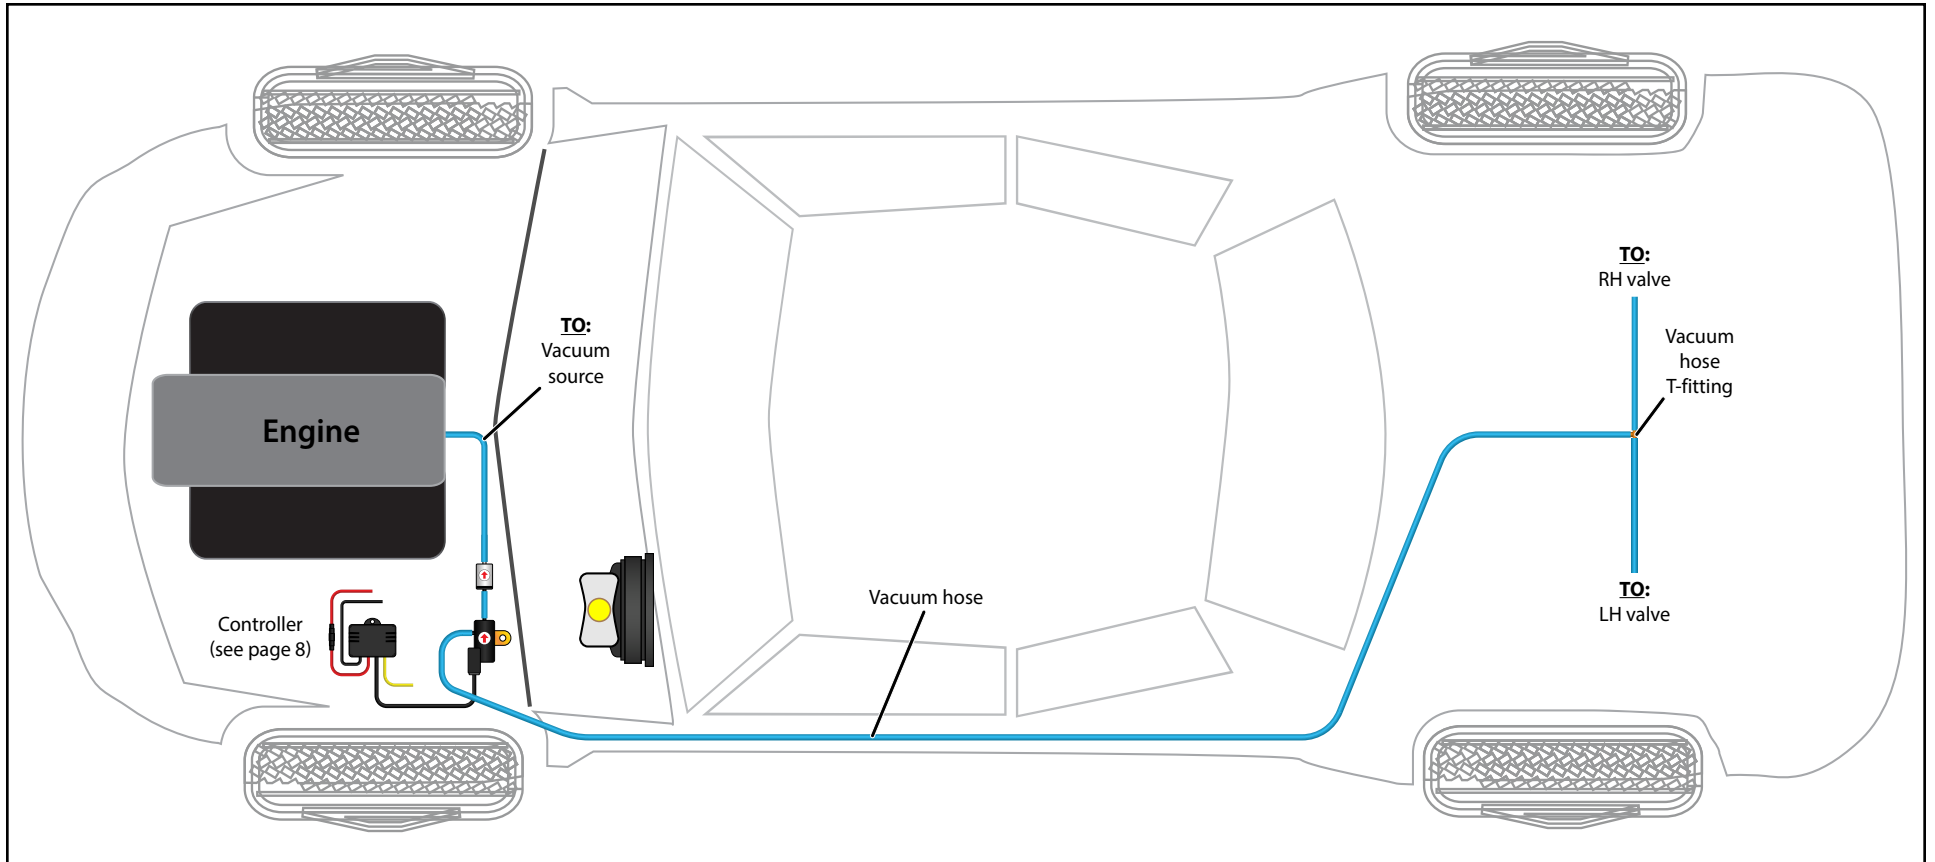 TO:
Vacuum
source
Engine
Controller
(see page 8)
Vacuum hose
TO:
RH valve
Vacuum
hose
T-fitting
TO:
LH valve